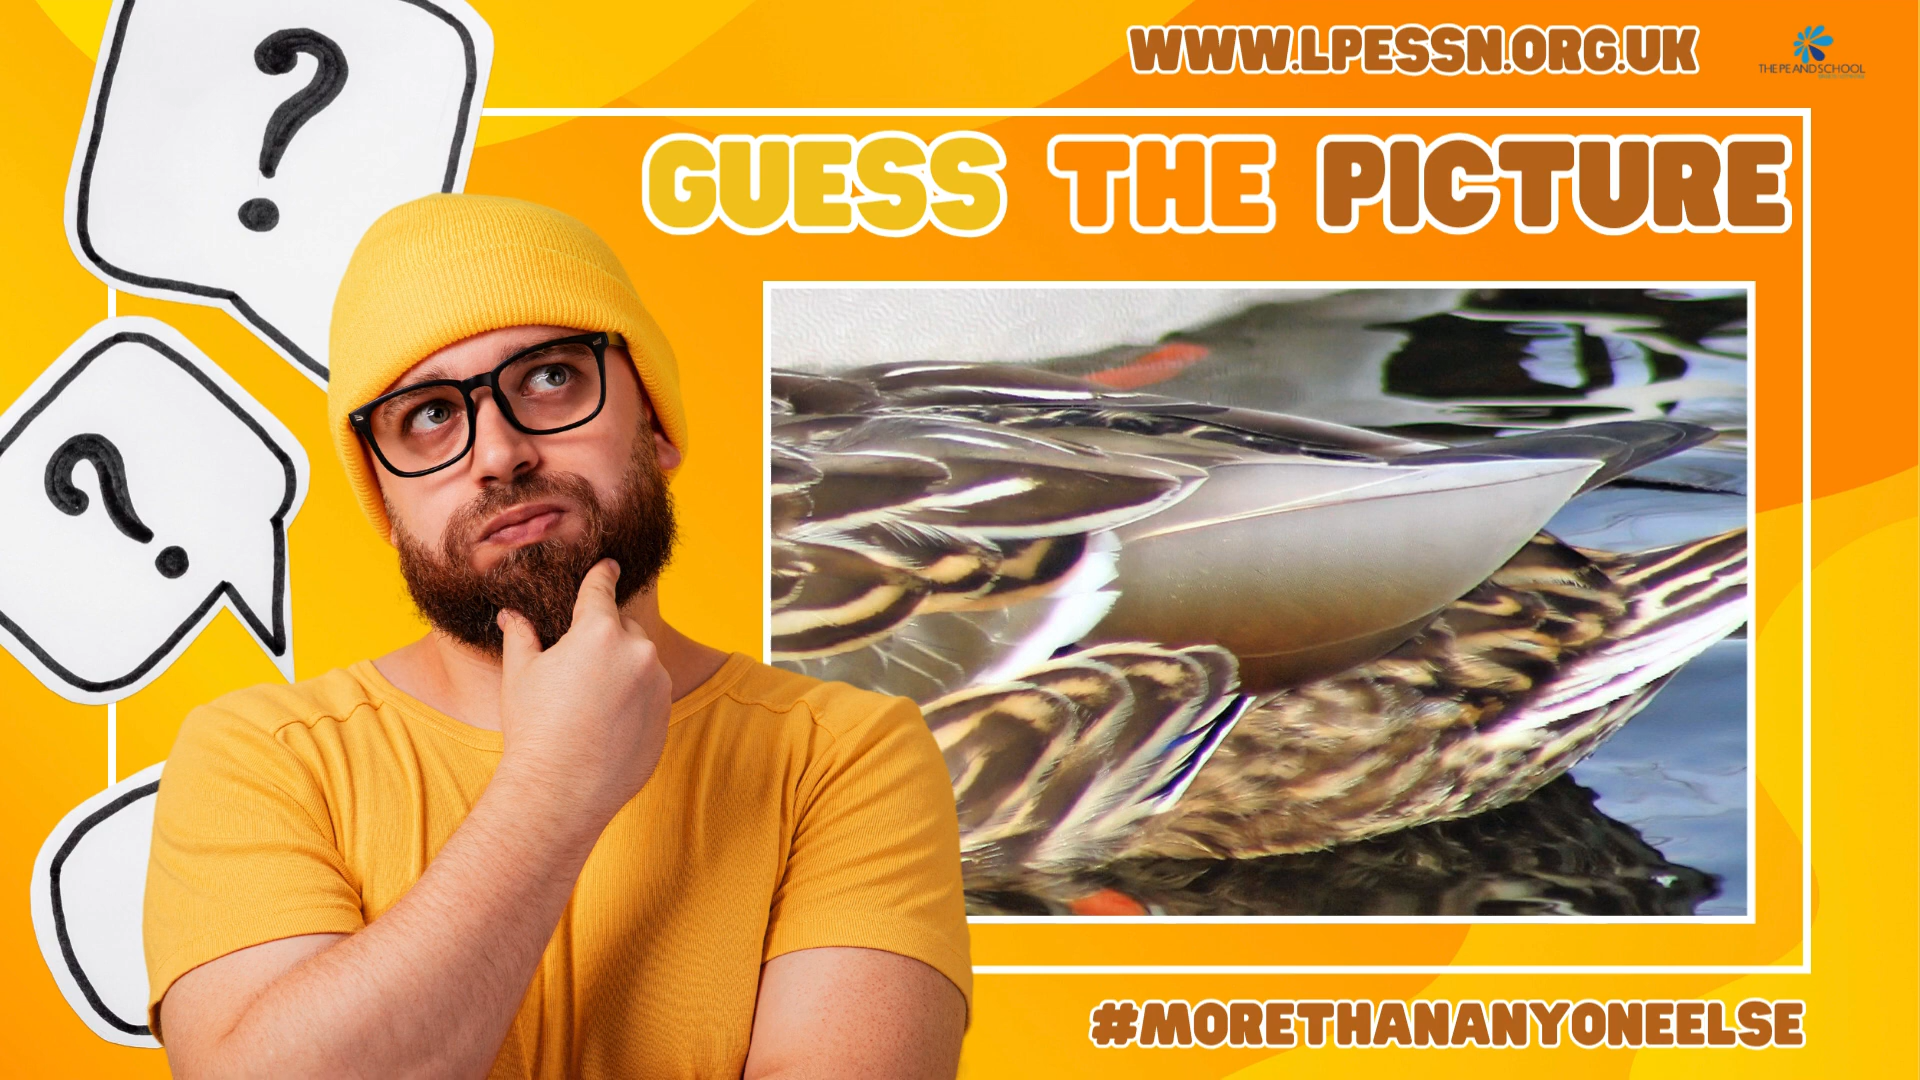 WWW.LPESSN.ORG.UK
THE PE AND SCHOOL
GUESS THE PICTURE
?
?
#MORETHANANYONEELSE